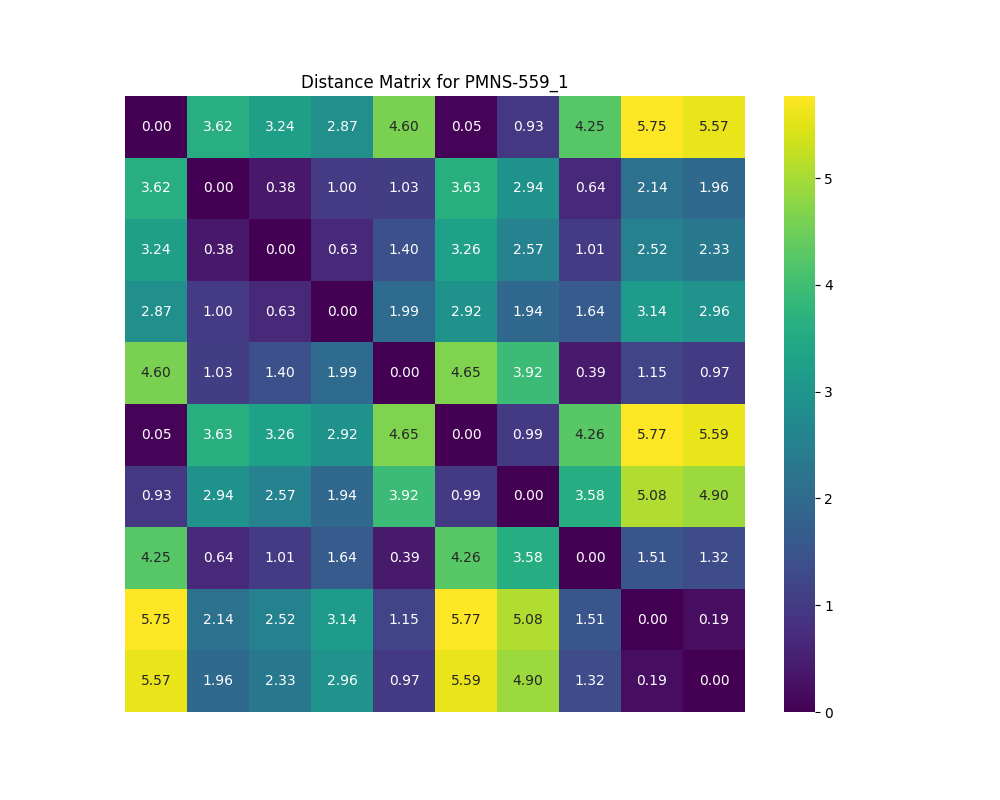 Distance Matrix for PMNS-559_1
0.00 3.62 3.24 2.87 4.60 0.05 0.93 4.25 5.75 5.57
3.62 0.00 0.38 1.00 1.03 3.63 2.94 0.64 2.14 1.96
3.24 0.38 0.00 0.63 1.40 3.26 2.57 1.01 2.52 2.33
2.87 1.00 0.63 0.00 1.99 2.92 1.94 1.64 3.14 2.96
4.60 1.03 1.40 1.99 0.00 4.65 3.92 0.39 1.15 0.97
0.05 3.63 3.26 2.92 4.65 0.00 0.99 4.26 5.77 5.59
0.93 2.94 2.57 1.94 3.92 0.99 0.00 3.58 5.08 4.90
4.25 0.64 1.01 1.64 0.39 4.26 3.58 0.00 1.51 1.32
5.75 2.14 2.52 3.14 1.15 5.77 5.08 1.51 0.00 0.19
5.57 1.96 2.33 2.96 0.97 5.59 4.90 1.32 0.19 0.00
5
4
3
2
1
0